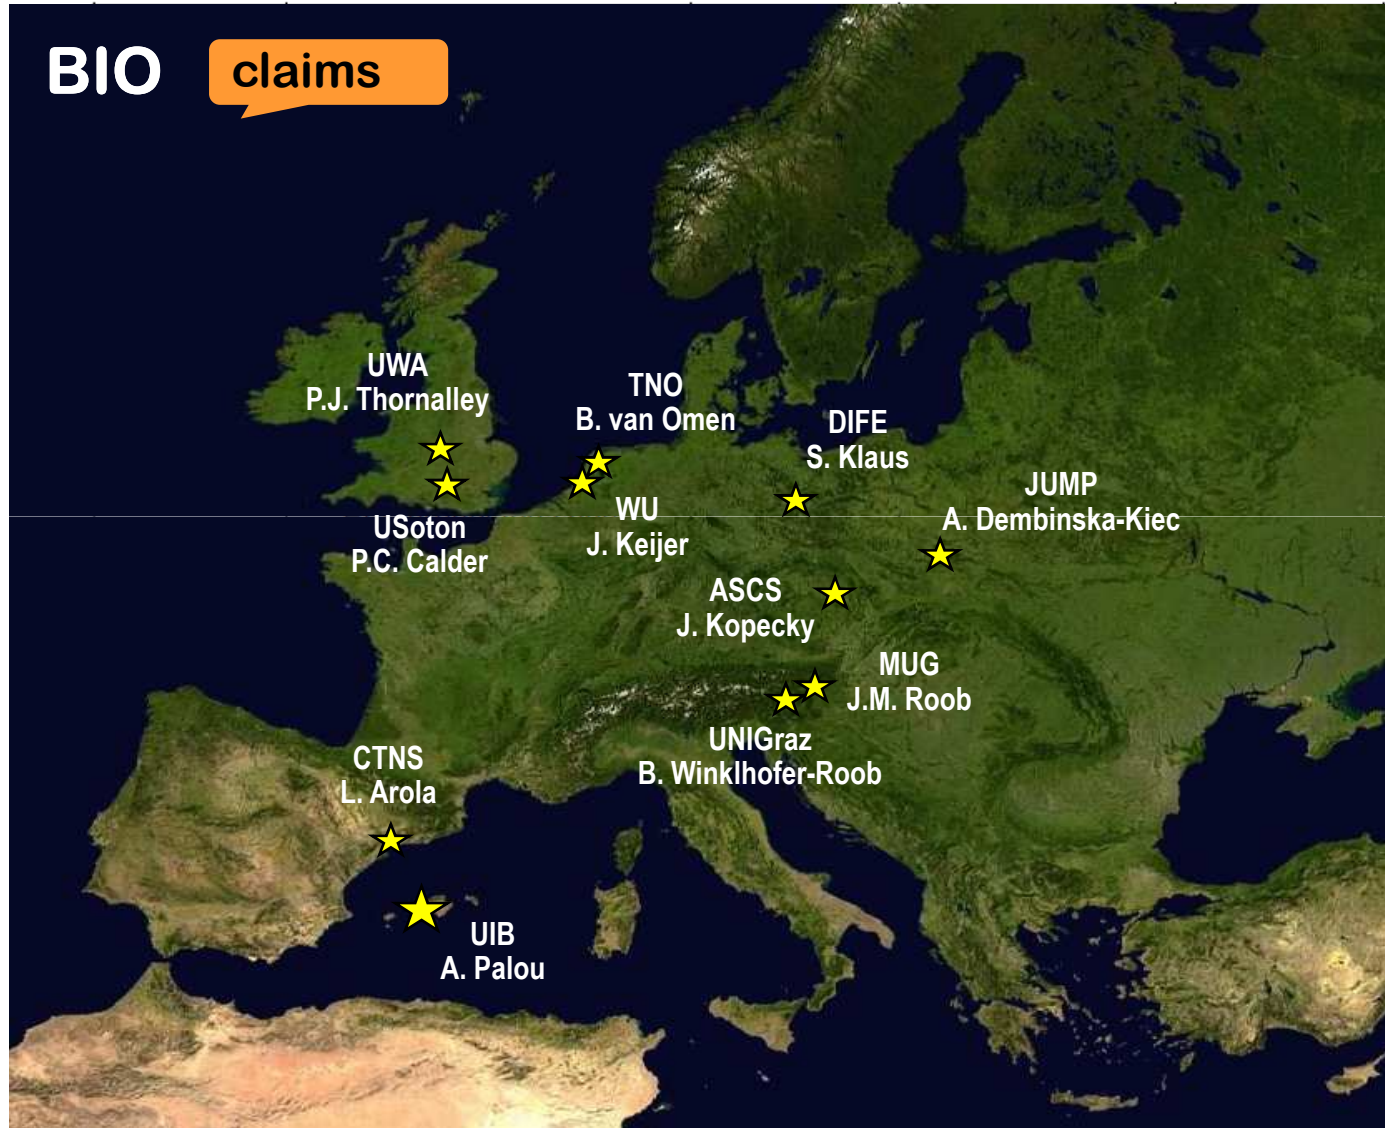 BIO claims
UWA
P.J. Thornalley
TNO
B. van Omen
DIFE
S. Klaus
JUMP
A. Dembinska-Kiec
WU
J. Keijer
USoton
P.C. Calder
ASCS
J. Kopecky
MUG
J.M. Roob
UNIGraz
B. Winklhofer-Roob
CTNS
L. Arola
UIB
A. Palou